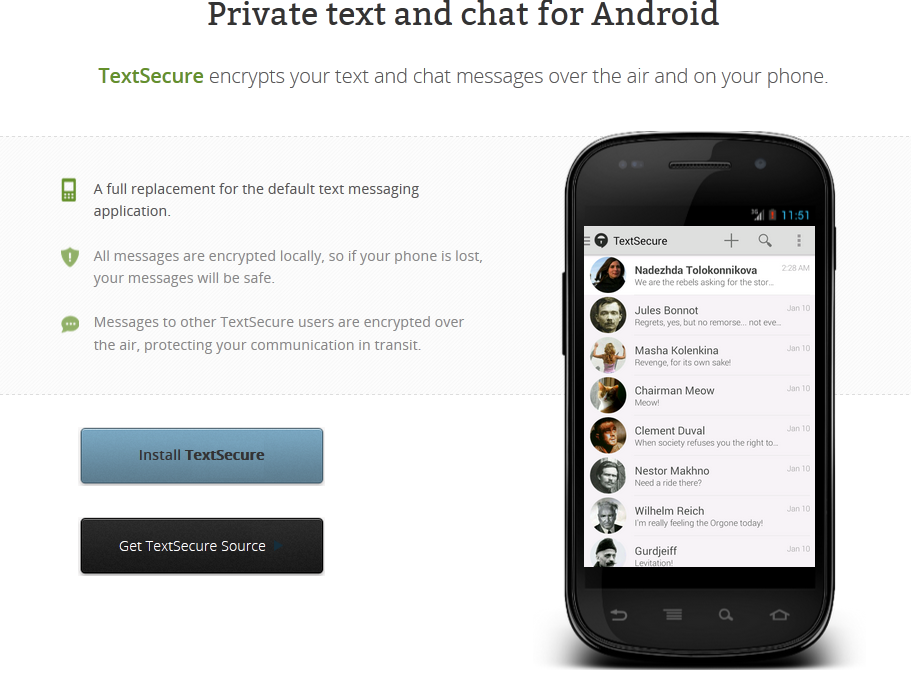 Private text and chat for Android
TextSecure encrypts your text and chat messages over the air and on your phone.
A full replacement for the default text messaging
application.
All messages are encrypted locally, so if your phone is lost,
your messages will be safe.
Messages to other TextSecure users are encrypted over
the air, protecting your communication in transit.
Install TextSecure
Get TextSecure Source
3G 11:51
TextSecure
Nadezhda Tolokonnikova 2:28 AM
We are the rebels asking for the stor...
Jules Bonnot Jan 10
Regrets, yes, but no remorse... not eve...
Masha Kolenkina Jan 10
Revenge, for its own sake!
Chairman Meow Jan 10
Meow!
Clement Duval Jan 10
When society refuses you the right to...
Nestor Makhno Jan 10
Need a ride there?
Wilhelm Reich Jan 10
I'm really feeling the Orgone today!
Gurdjeiff Jan 10
Levitation!